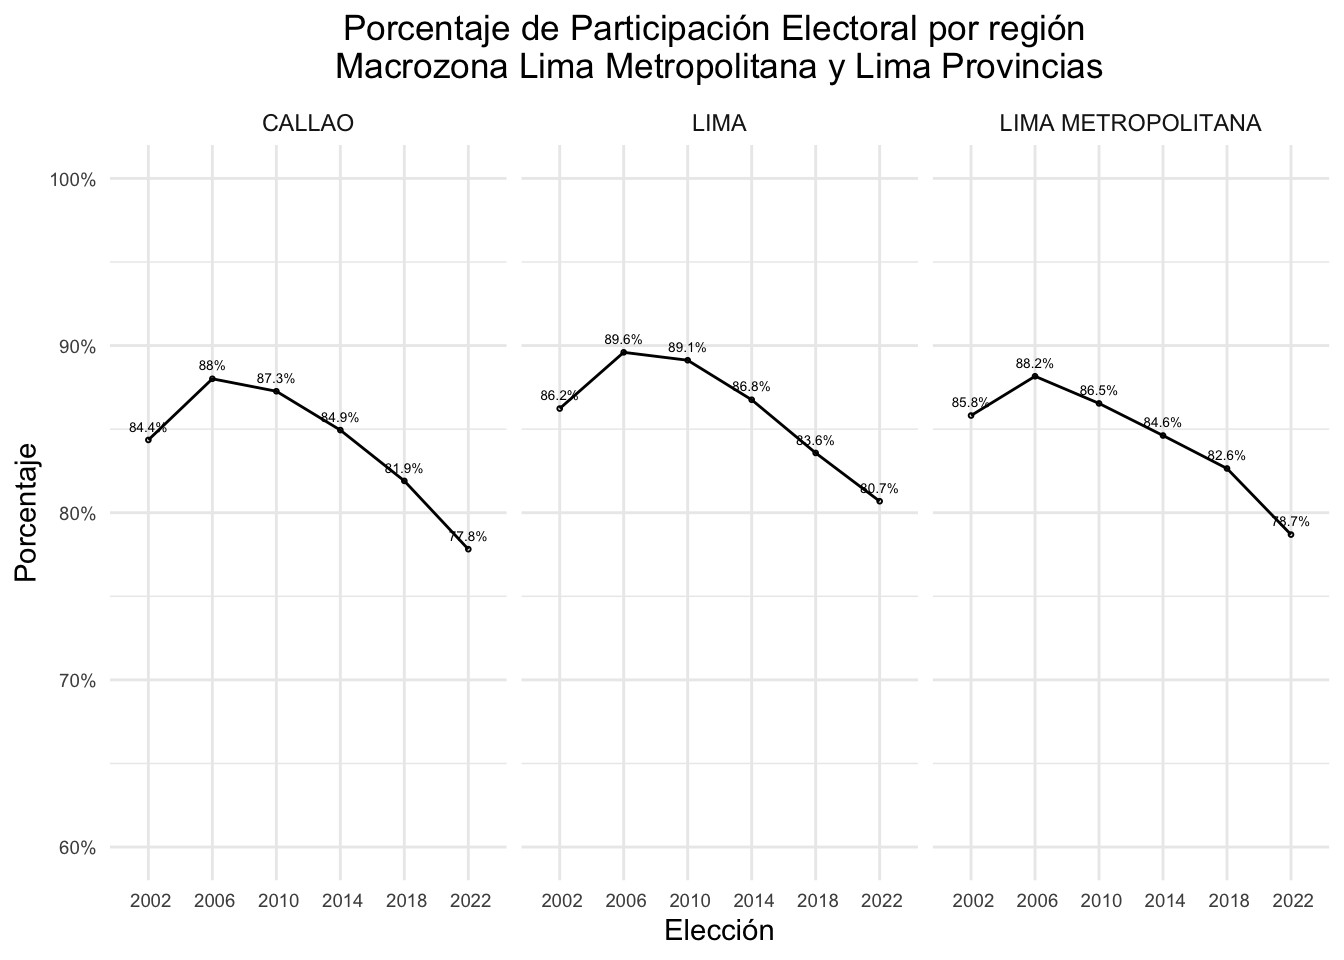 Porcentaje de Participación Electoral por región
Macrozona Lima Metropolitana y Lima Provincias
CALLAO
LIMA
LIMA METROPOLITANA
100%
90%
80%
70%
60%
Porcentaje
84.4%
88%
87.3%
84.9%
81.9%
77.8%
86.2%
89.6%
89.1%
86.8%
83.6%
80.7%
85.8%
88.2%
86.5%
84.6%
82.6%
78.7%
2002 2006 2010 2014 2018 2022
2002 2006 2010 2014 2018 2022
2002 2006 2010 2014 2018 2022
Elección